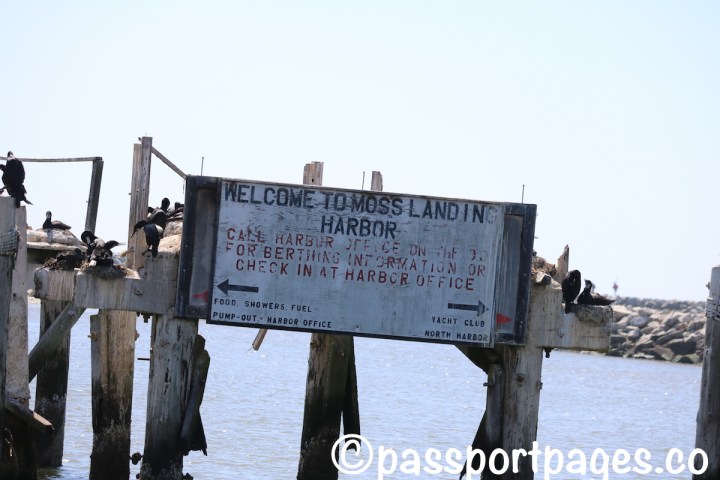 WELCOME TO MOSS LANDING
HARBOR
CALL HARBOR OFFICE ON THE
FOR BERTHING INFORMATION OR
CHECK IN AT HARBOR OFFICE
FOOD, SHOWERS, FUEL-
PUMP-OUT-HARBOR OFFICE
YACHT CLUB
NORTH HARBOR
©passportpages.co